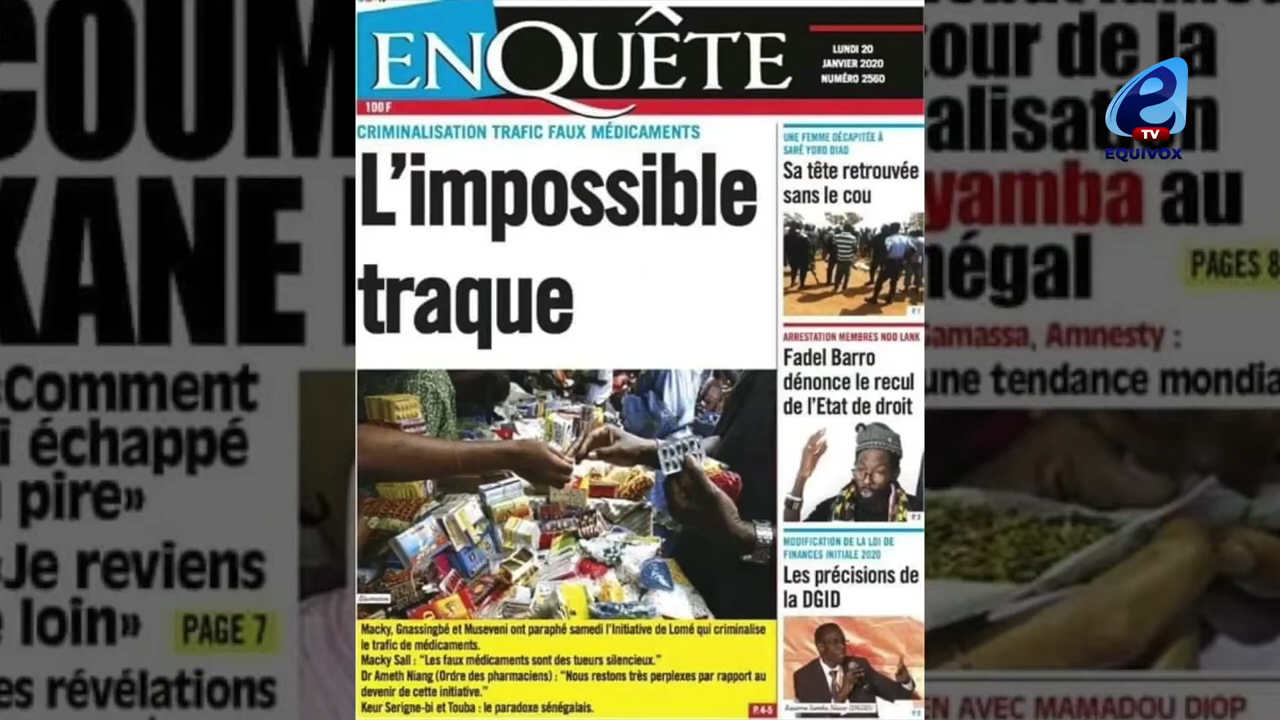 COUM
KANE
«Comment
i échappé
pire»
«Je reviens
loin»
PAGE 7
es révélations
ENQUÊTE
LUNDI 20
JANVIER 2020
NUMÉRO 2560
100 F
CRIMINALISATION TRAFIC FAUX MÉDICAMENTS
L'impossible
traque
Macky, Gnassingbé et Museveni ont paraphé samedi l'Initiative de Lomé qui criminalise
le trafic de médicaments.
Macky Sall : "Les faux médicaments sont des tueurs silencieux."
Dr Ameth Niang (Ordre des pharmaciens) : "Nous restons très perplexes par rapport au
devenir de cette initiative."
Keur Serigne-bi et Touba : le paradoxe sénégalais.
P.4-5
UNE FEMME DÉCAPITÉE À
SARÉ YORO DIAO
Sa tête retrouvée
sans le cou
ARRESTATION MEMBRES NOO LANK
Fadel Barro
dénonce le recul
de l'Etat de droit
MODIFICATION DE LA LOI DE
FINANCES INITIALE 2020
Les précisions de
la DGID
our de la
alisation
yamba au
négal
PAGES 8
Samassa, Amnesty :
une tendance mondia
EN AVEC MAMADOU DIOP
e
TV
EQUIVOX